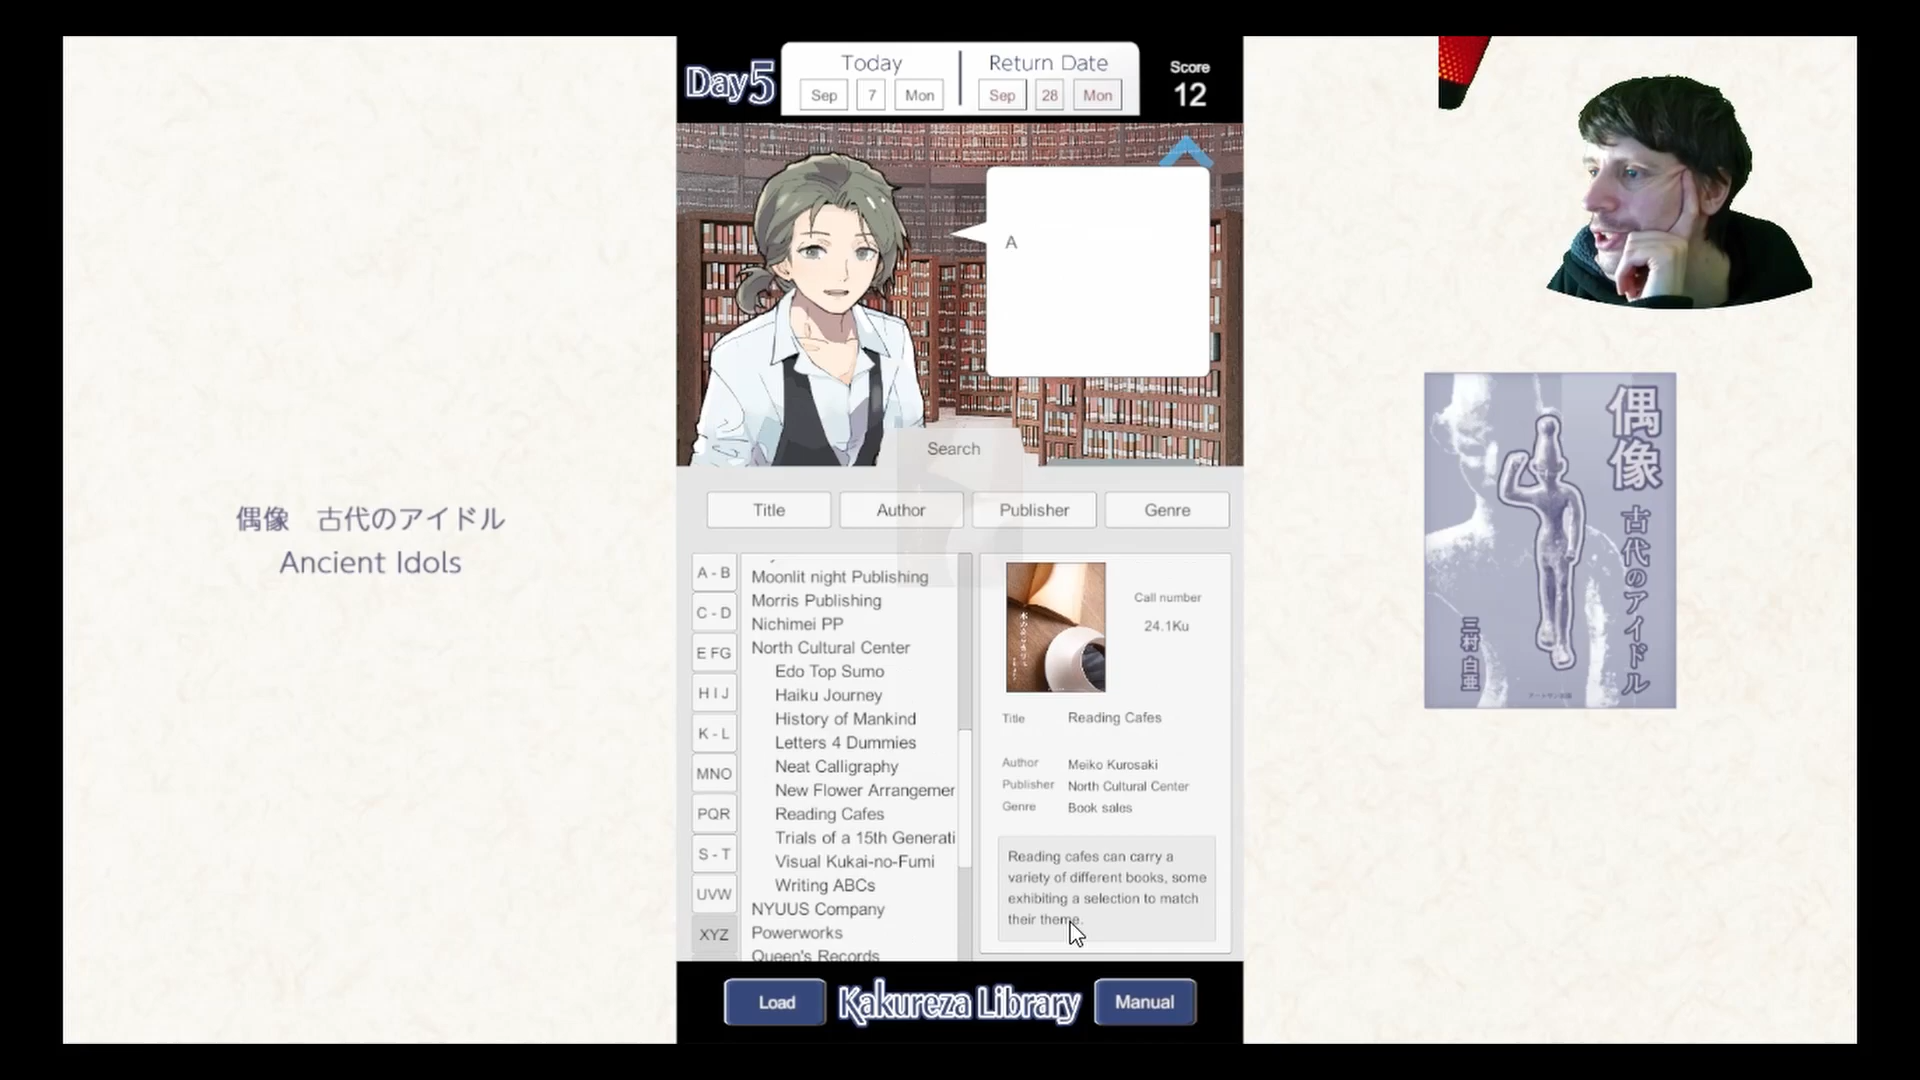 Day5
Today
Sep 7 Mon
Return Date
Sep 28 Mon
Score
12
A
Search
Title
Author
Publisher
Genre
A - B
C - D
E FG
H I J
K - L
MNO
PQR
S - T
UVW
XYZ
Moonlit night Publishing
Morris Publishing
Nichimei PP
North Cultural Center
Edo Top Sumo
Haiku Journey
History of Mankind
Letters 4 Dummies
Neat Calligraphy
New Flower Arrangemer
Reading Cafes
Trials of a 15th Generati
Visual Kukai-no-Fumi
Writing ABCs
NYUUS Company
Powerworks
Queen's Records
Call number
24.1Ku
Title Reading Cafes
Author Meiko Kurosaki
Publisher North Cultural Center
Genre Book sales
Reading cafes can carry a
variety of different books, some
exhibiting a selection to match
their theme.
Load
Kakureza Library
Manual
偶像 古代のアイドル
Ancient Idols
偶像
古代のアイドル
三村 白亜